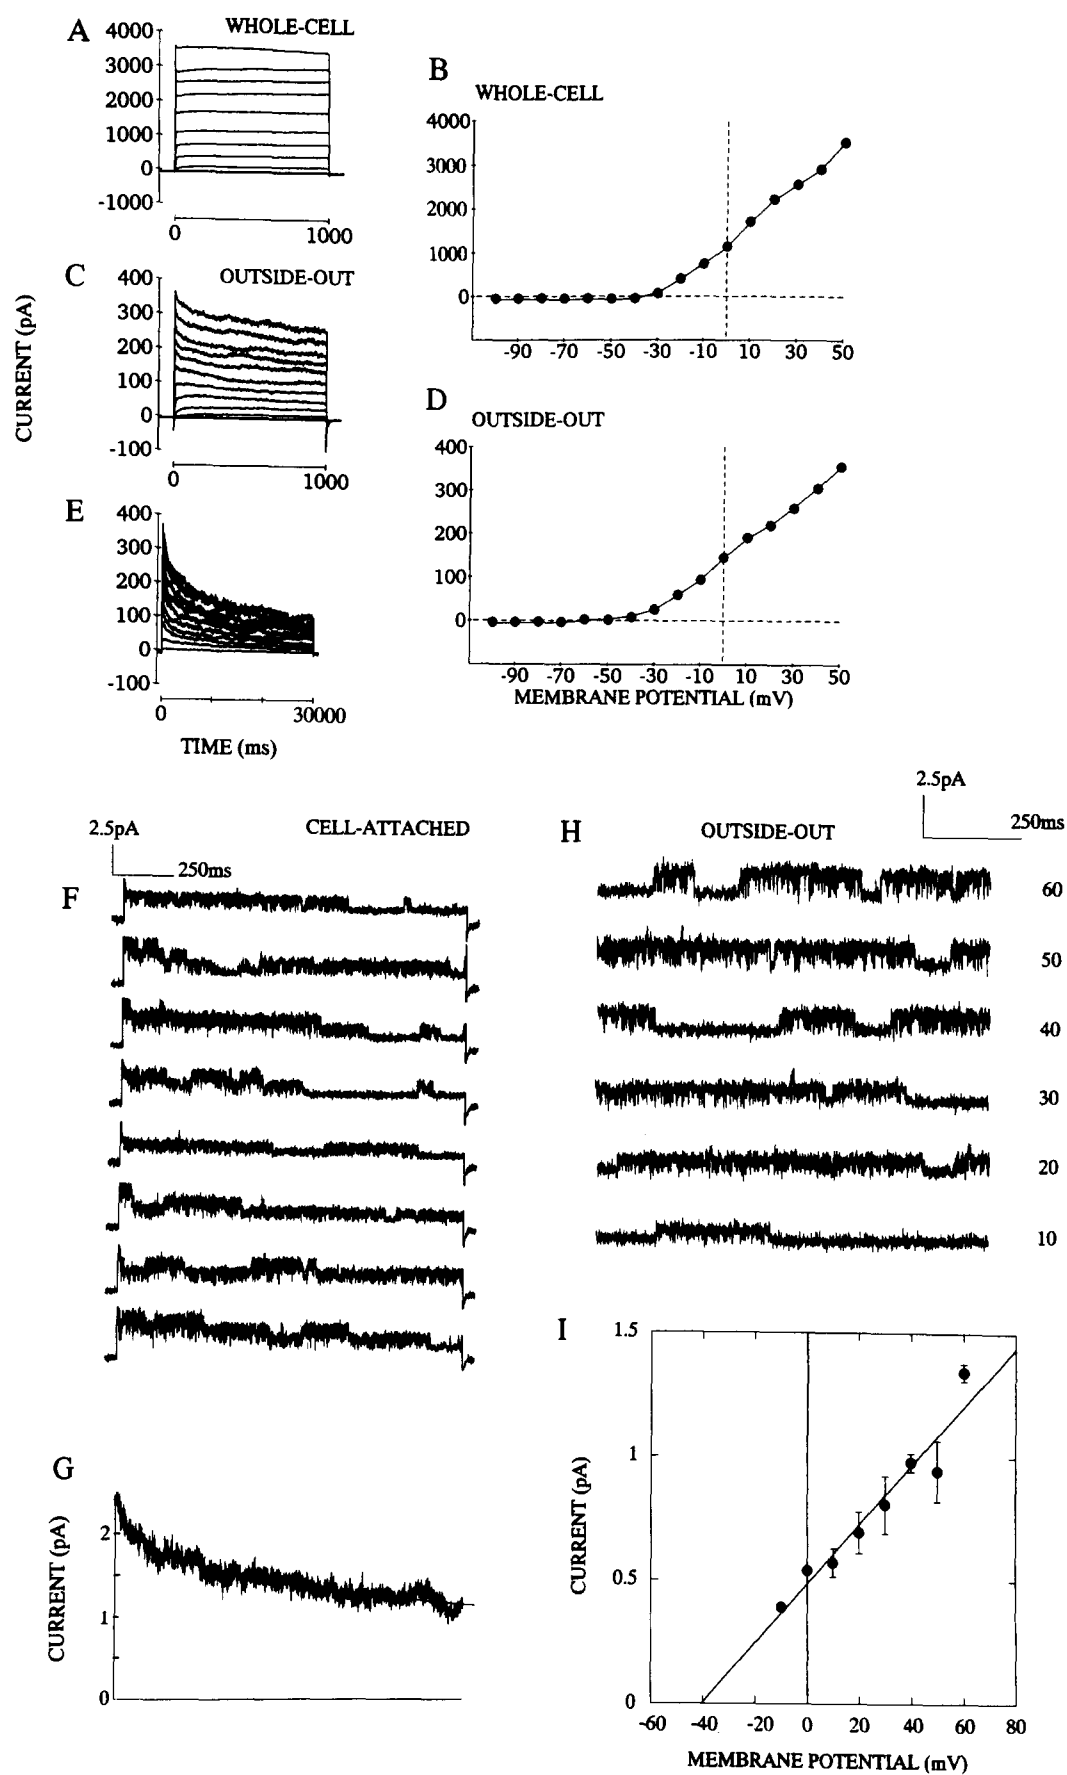 A
WHOLE-CELL
4000
3000
2000
1000
0
-1000
0 1000
B
WHOLE-CELL
4000
3000
2000
1000
0
-90 -70 -50 -30 -10 10 30 50
C
OUTSIDE-OUT
400
300
200
100
0
-100
0 1000
CURRENT (pA)
D
OUTSIDE-OUT
400
300
200
100
0
-90 -70 -50 -30 -10 10 30 50
MEMBRANE POTENTIAL (mV)
E
400
300
200
100
0
-100
0 30000
TIME (ms)
2.5pA
250ms
CELL-ATTACHED
F
H
OUTSIDE-OUT
2.5pA
250ms
60
50
40
30
20
10
G
CURRENT (pA)
2
1
0
I
CURRENT (pA)
1.5
1
0.5
0
-60 -40 -20 0 20 40 60 80
MEMBRANE POTENTIAL (mV)